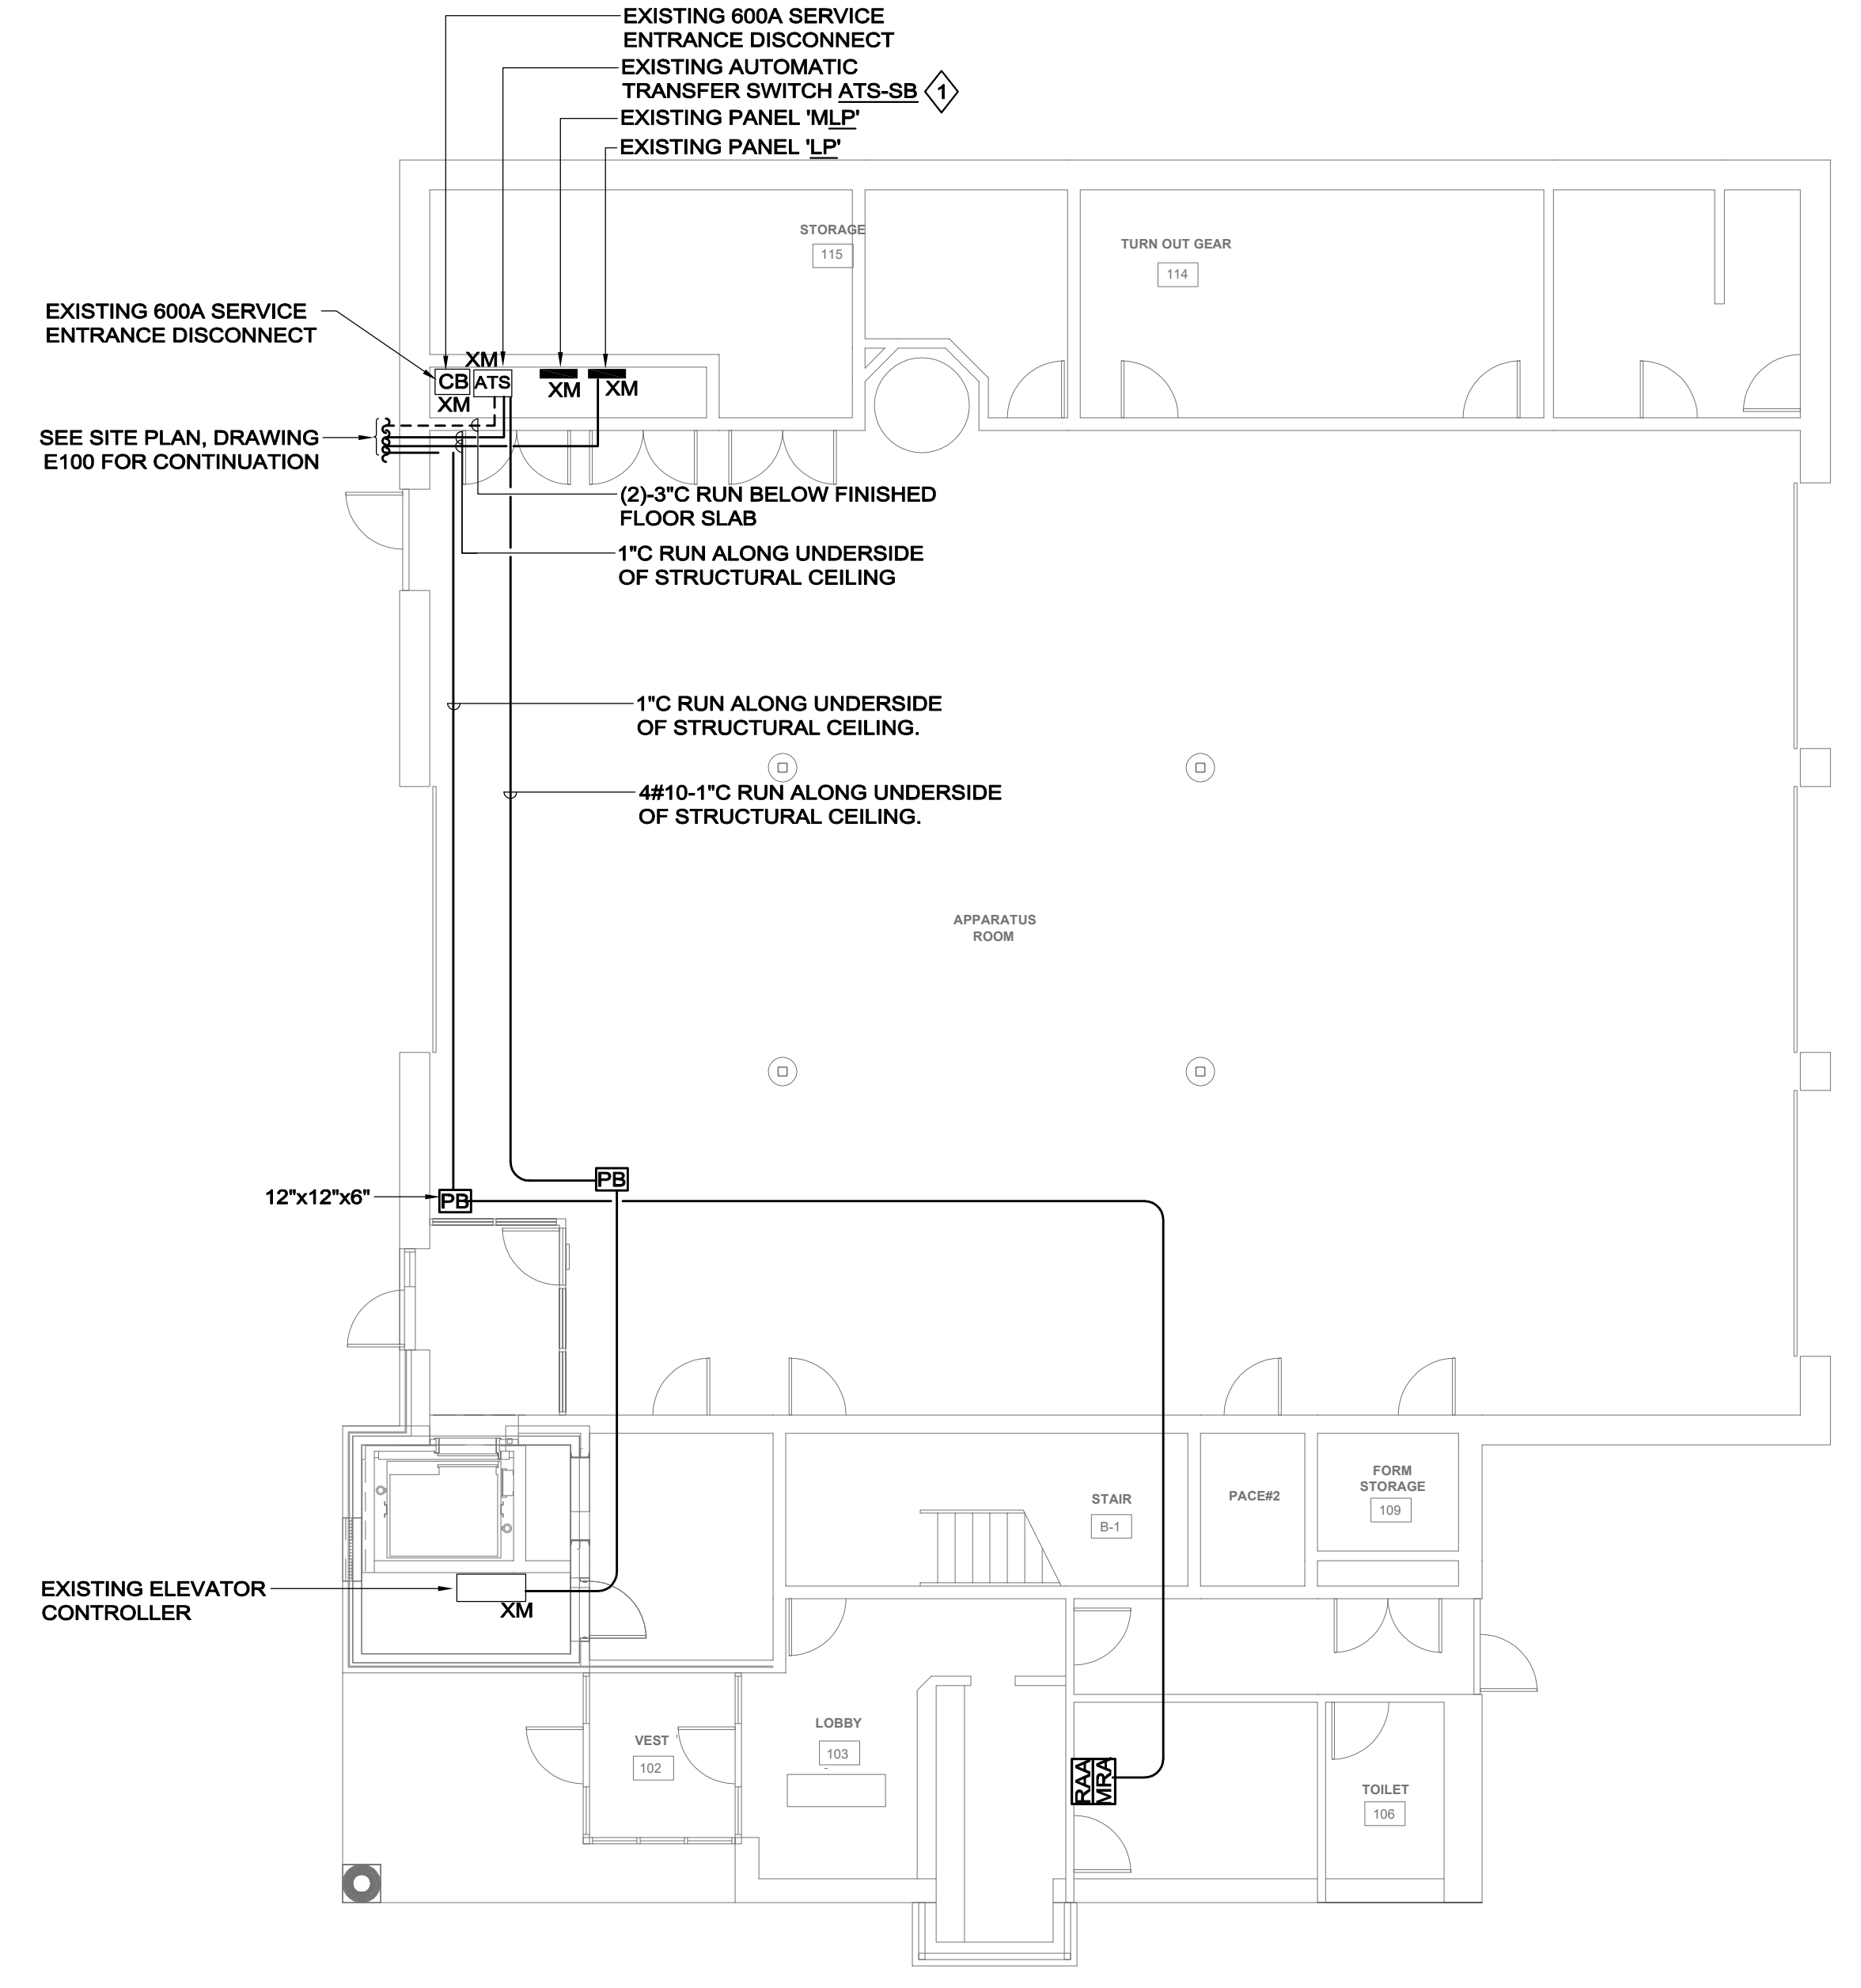 EXISTING 600A SERVICE
ENTRANCE DISCONNECT
EXISTING AUTOMATIC
TRANSFER SWITCH ATS-SB 1
EXISTING PANEL 'MLP'
EXISTING PANEL 'LP'
STORAGE
115
TURN OUT GEAR
114
EXISTING 600A SERVICE
ENTRANCE DISCONNECT
XM
CB
ATS
XM
XM
XM
SEE SITE PLAN, DRAWING
E100 FOR CONTINUATION
(2)-3"C RUN BELOW FINISHED
FLOOR SLAB
1"C RUN ALONG UNDERSIDE
OF STRUCTURAL CEILING
1"C RUN ALONG UNDERSIDE
OF STRUCTURAL CEILING.
4#10-1"C RUN ALONG UNDERSIDE
OF STRUCTURAL CEILING.
APPARATUS
ROOM
PB
12"x12"x6"
PB
FORM
STORAGE
109
STAIR
B-1
PACE#2
EXISTING ELEVATOR
CONTROLLER
XM
LOBBY
103
VEST
102
RAA
MRA
TOILET
106